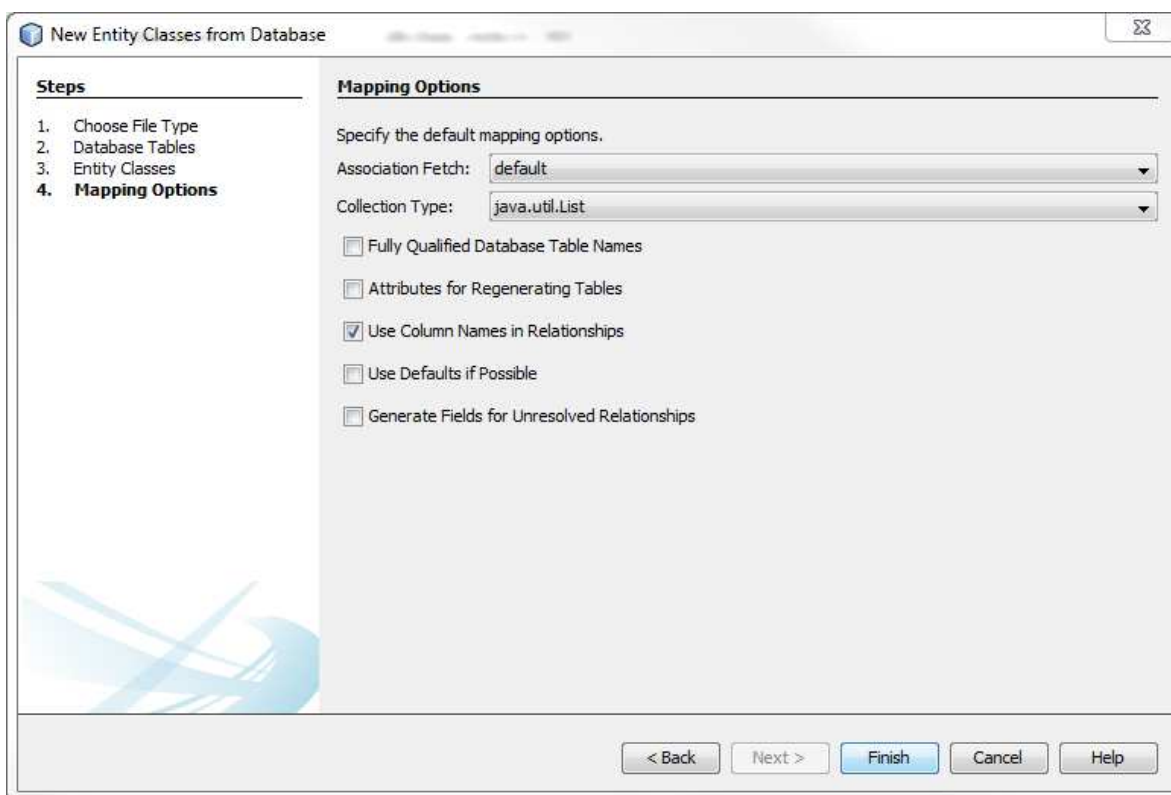 New Entity Classes from Database
Steps
1. Choose File Type
2. Database Tables
3. Entity Classes
4. Mapping Options
Mapping Options
Specify the default mapping options.
Association Fetch: default
Collection Type: java.util.List
Fully Qualified Database Table Names
Attributes for Regenerating Tables
Use Column Names in Relationships
Use Defaults if Possible
Generate Fields for Unresolved Relationships
< Back Next > Finish Cancel Help